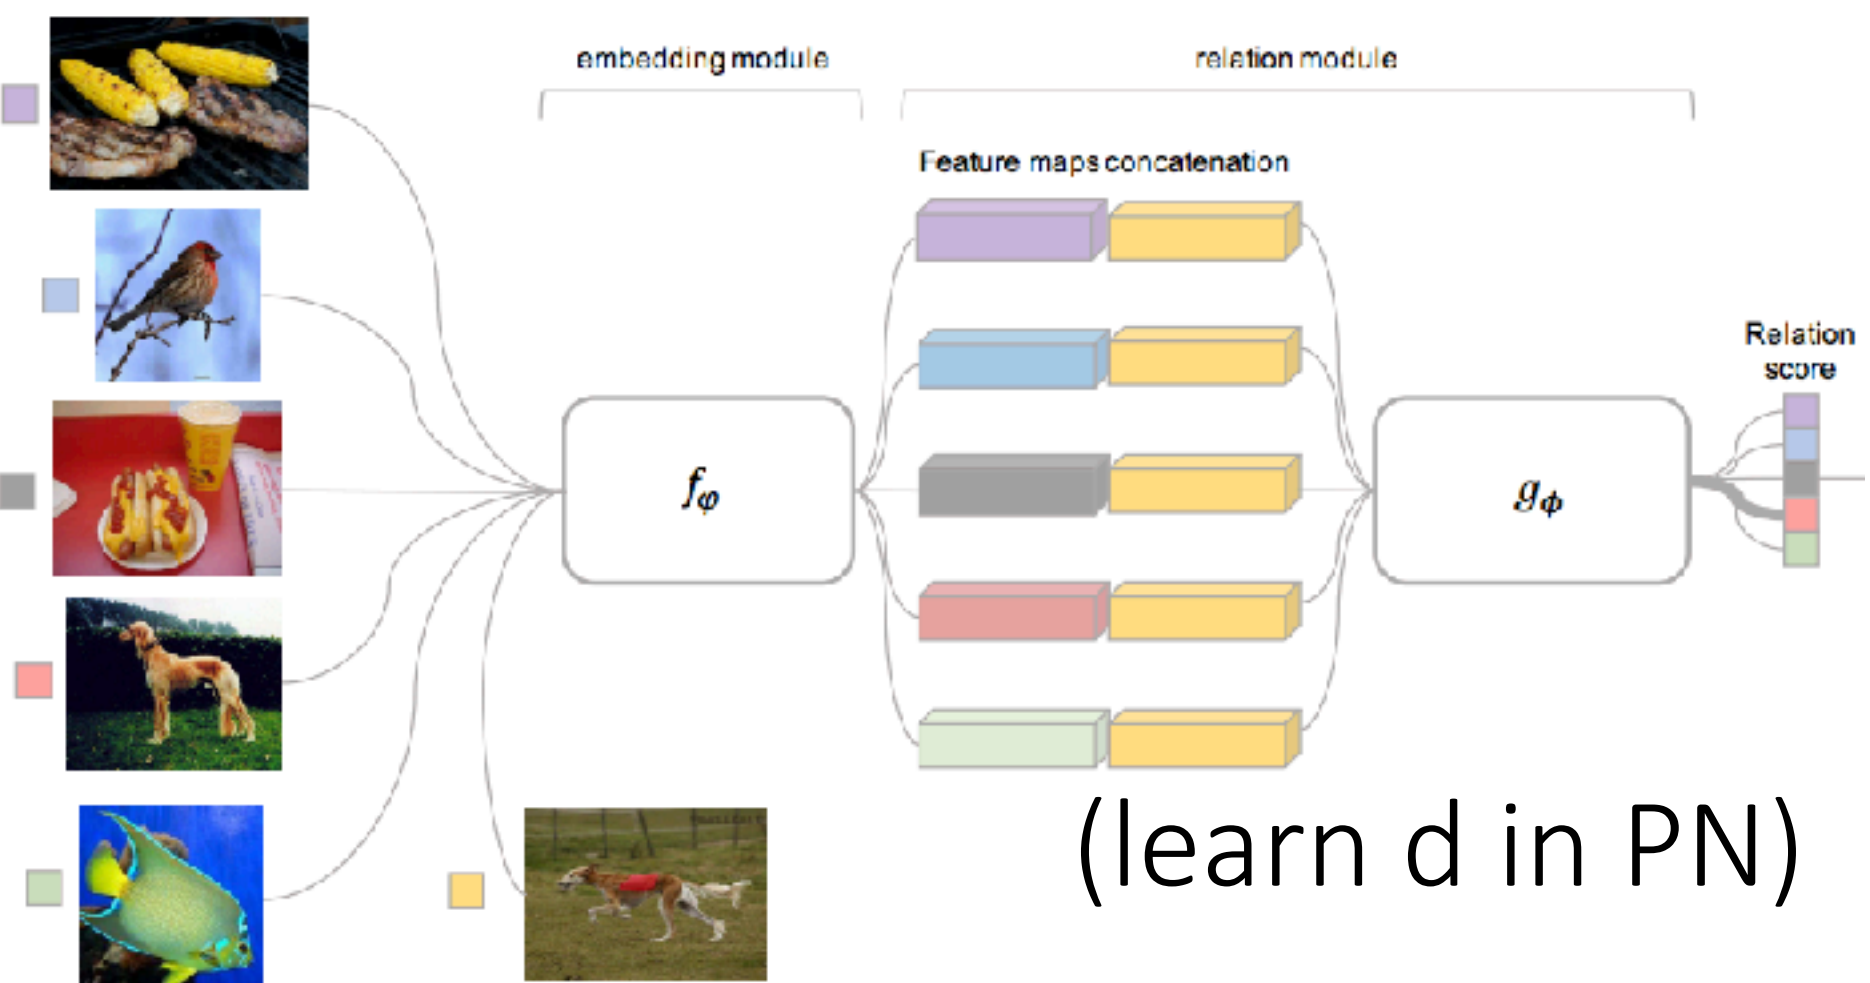 embedding module
relation module
Feature maps concatenation
Relation
score
fφ
gϕ
(learn d in PN)